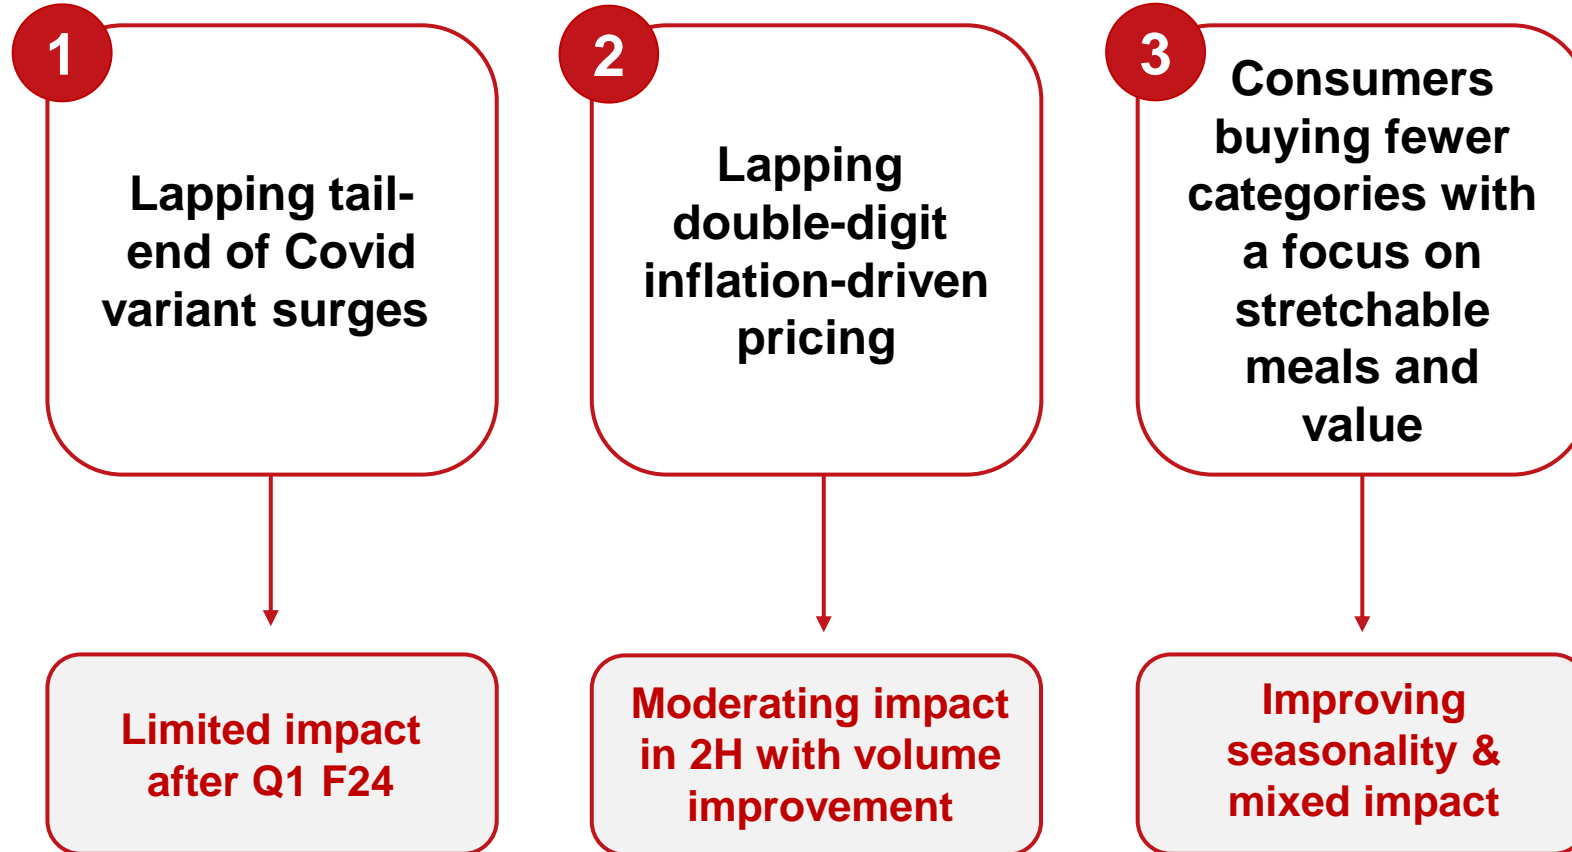 1
Lapping tail-
end of Covid
variant surges
Limited impact
after Q1 F24
2
Lapping
double-digit
inflation-driven
pricing
Moderating impact
in 2H with volume
improvement
3
Consumers
buying fewer
categories with
a focus on
stretchable
meals and
value
Improving
seasonality &
mixed impact